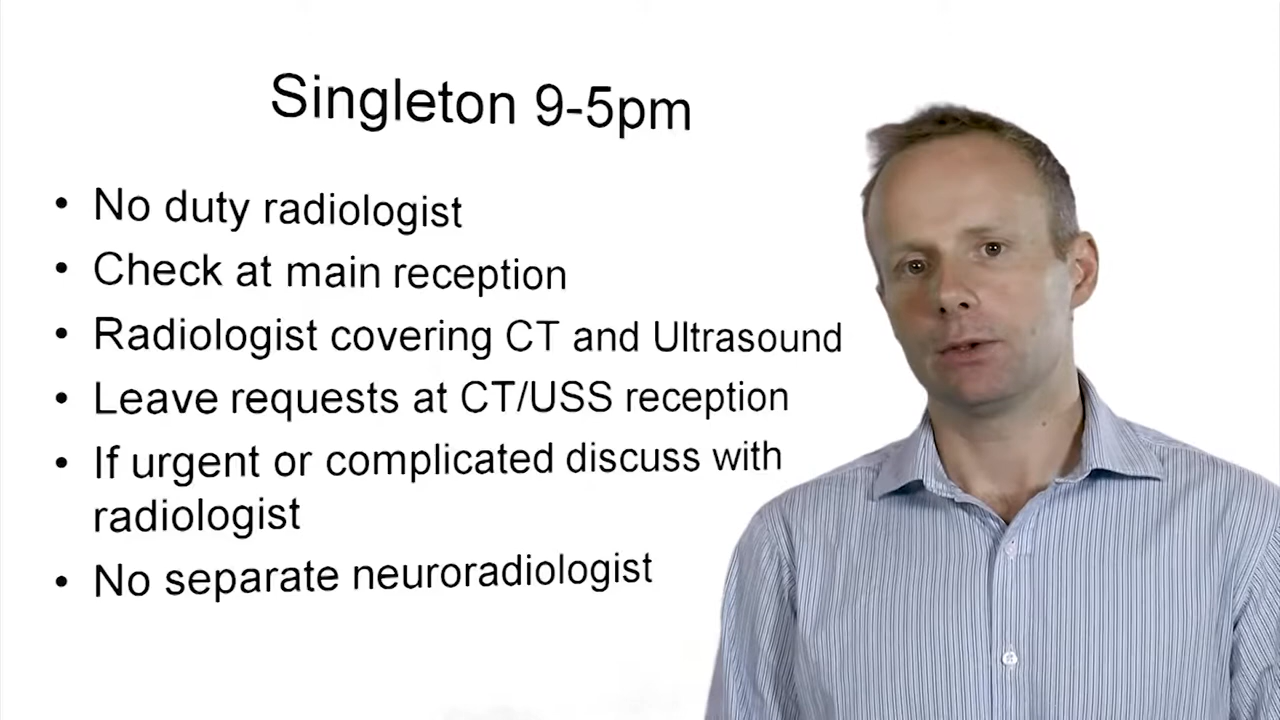 Singleton 9-5pm
• No duty radiologist
• Check at main reception
• Radiologist covering CT and Ultrasound
• Leave requests at CT/USS reception
• If urgent or complicated discuss with
radiologist
• No separate neuroradiologist